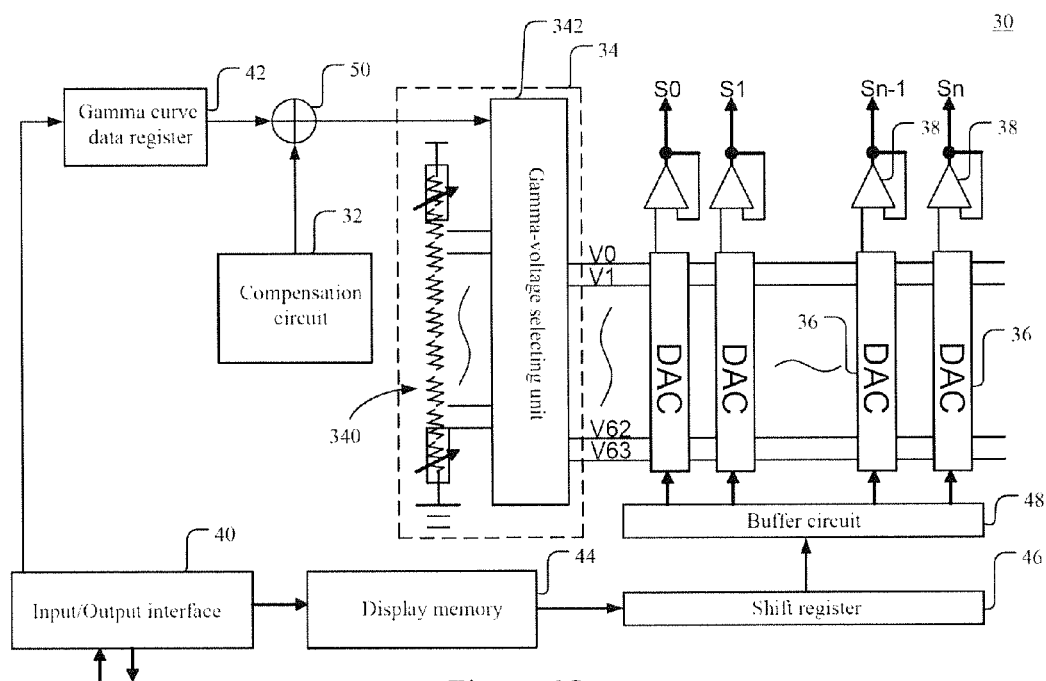 30
342
34
42
50
S0 S1 Sn-1 Sn
Gamma curve
data register
38
38
32
Gamma-voltage selecting unit
V0
V1
Compensation
circuit
36
36
DAC DAC DAC DAC
340
V62
V63
48
Buffer circuit
40
44
46
Input/Output interface
Display memory
Shift register